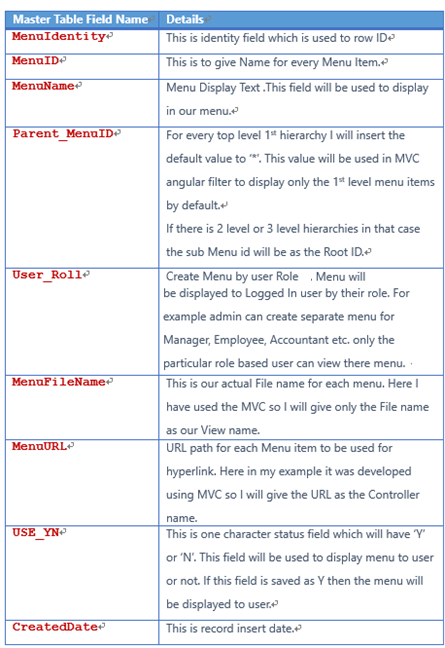 Master Table Field Name Details
MenuIdentity This is identity field which is used to row ID
MenuID This is to give Name for every Menu Item.
MenuName Menu Display Text .This field will be used to display
in our menu.
Parent_MenuID For every top level 1st hierarchy I will insert the
default value to ‘*’. This value will be used in MVC
angular filter to display only the 1st level menu items
by default.
If there is 2 level or 3 level hierarchies in that case
the sub Menu id will be as the Root ID.
User_Roll Create Menu by user Role . Menu will
be displayed to Logged In user by their role. For
example admin can create separate menu for
Manager, Employee, Accountant etc. only the
particular role based user can view there menu.
MenuFileName This is our actual File name for each menu. Here I
have used the MVC so I will give only the File name
as our View name.
MenuURL URL path for each Menu item to be used for
hyperlink. Here in my example it was developed
using MVC so I will give the URL as the Controller
name.
USE_YN This is one character status field which will have ‘Y’
or ‘N’. This field will be used to display menu to user
or not. If this field is saved as Y then the menu will
be displayed to user.
CreatedDate This is record insert date.